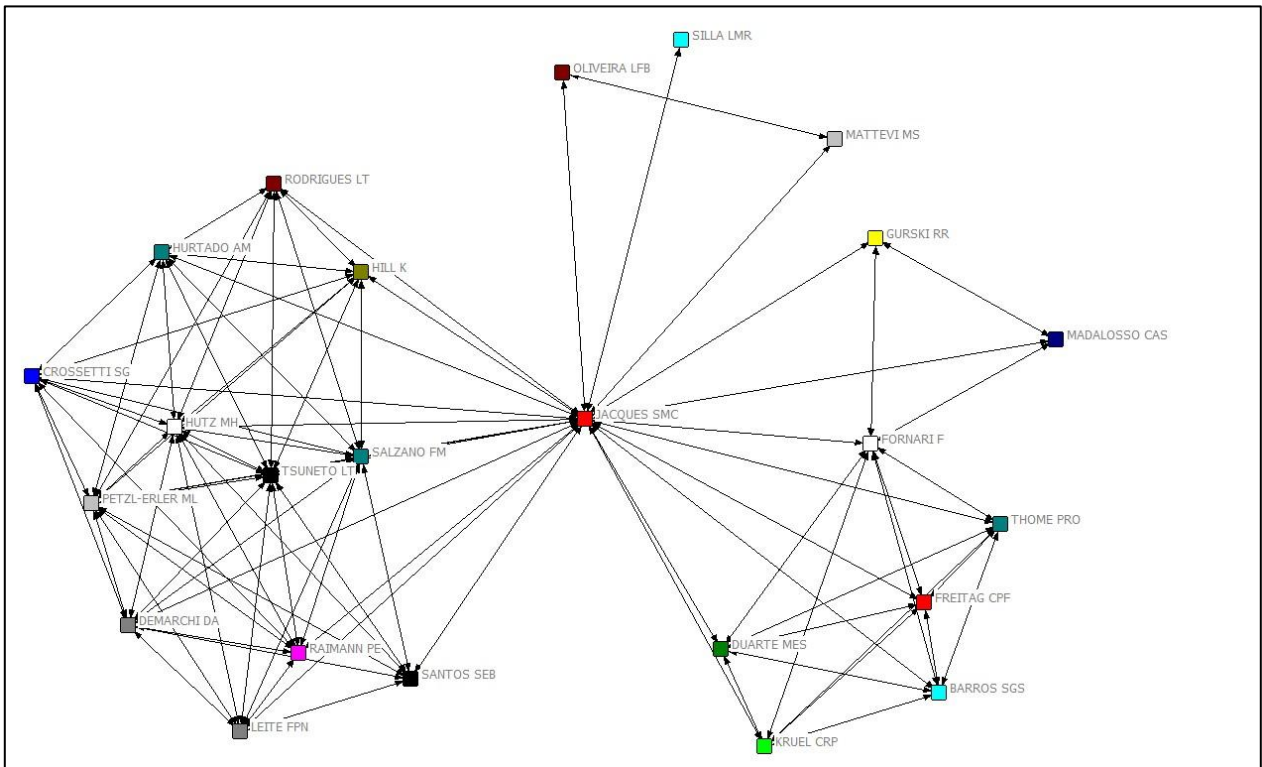 SILLA LMR
OLIVEIRA LFB
MATTEVI MS
RODRIGUES LT
GURSKI RR
HURTADO AM
HILL K
MADALOSSO CAS
CROSSETTI SG
JACQUES SMC
HUTZ MH
FORNARI F
SALZANO FM
TSUNETO LT
PETZL-ERLER ML
THOME PRO
FREITAG CPF
DEMARCHI DA
DUARTE MES
RAIMANN PE
SANTOS SEB
BARROS SGS
LEITE FPN
KRUEL CRP